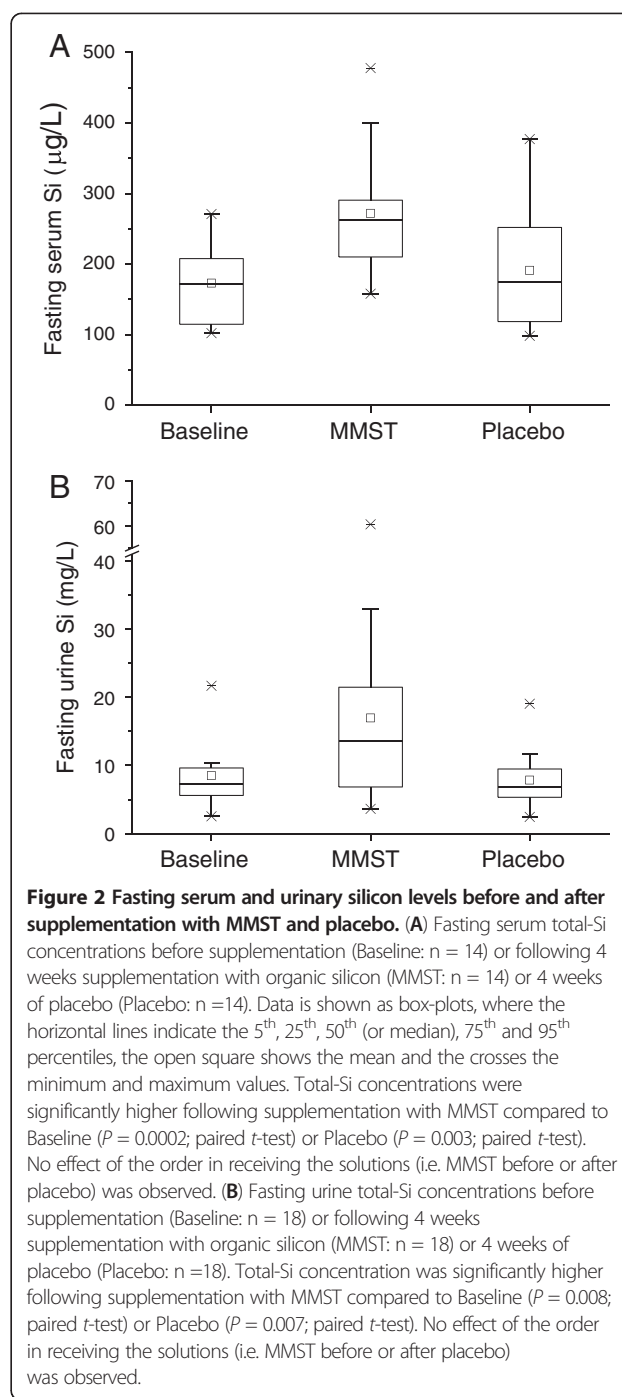 A
500
400
300
200
100
0
Fasting serum Si (µg/L)
Baseline MMST Placebo
B
70
60
40
30
20
10
0
Fasting urine Si (mg/L)
Baseline MMST Placebo
Figure 2 Fasting serum and urinary silicon levels before and after
supplementation with MMST and placebo. (A) Fasting serum total-Si
concentrations before supplementation (Baseline: n = 14) or following 4
weeks supplementation with organic silicon (MMST: n = 14) or 4 weeks
of placebo (Placebo: n =14). Data is shown as box-plots, where the
horizontal lines indicate the 5th, 25th, 50th (or median), 75th and 95th
percentiles, the open square shows the mean and the crosses the
minimum and maximum values. Total-Si concentrations were
significantly higher following supplementation with MMST compared to
Baseline (P = 0.0002; paired t-test) or Placebo (P = 0.003; paired t-test).
No effect of the order in receiving the solutions (i.e. MMST before or after
placebo) was observed. (B) Fasting urine total-Si concentrations before
supplementation (Baseline: n = 18) or following 4 weeks
supplementation with organic silicon (MMST: n = 18) or 4 weeks of
placebo (Placebo: n =18). Total-Si concentration was significantly higher
following supplementation with MMST compared to Baseline (P = 0.008;
paired t-test) or Placebo (P = 0.007; paired t-test). No effect of the order
in receiving the solutions (i.e. MMST before or after placebo)
was observed.